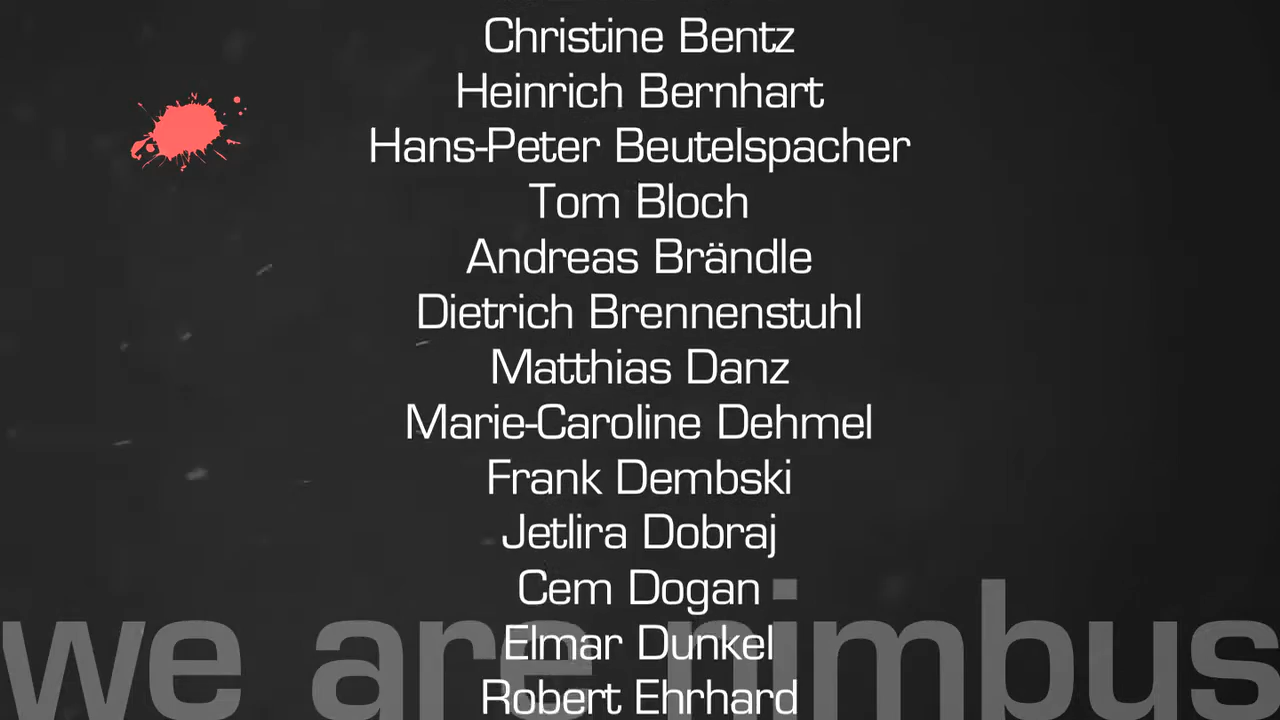 Christine Bentz
Heinrich Bernhart
Hans-Peter Beutelspacher
Tom Bloch
Andreas Brändle
Dietrich Brennenstuhl
Matthias Danz
Marie-Caroline Dehmel
Frank Dembski
Jetlira Dobraj
Cem Dogan
Elmar Dunkel
Robert Ehrhard
we are nimbus